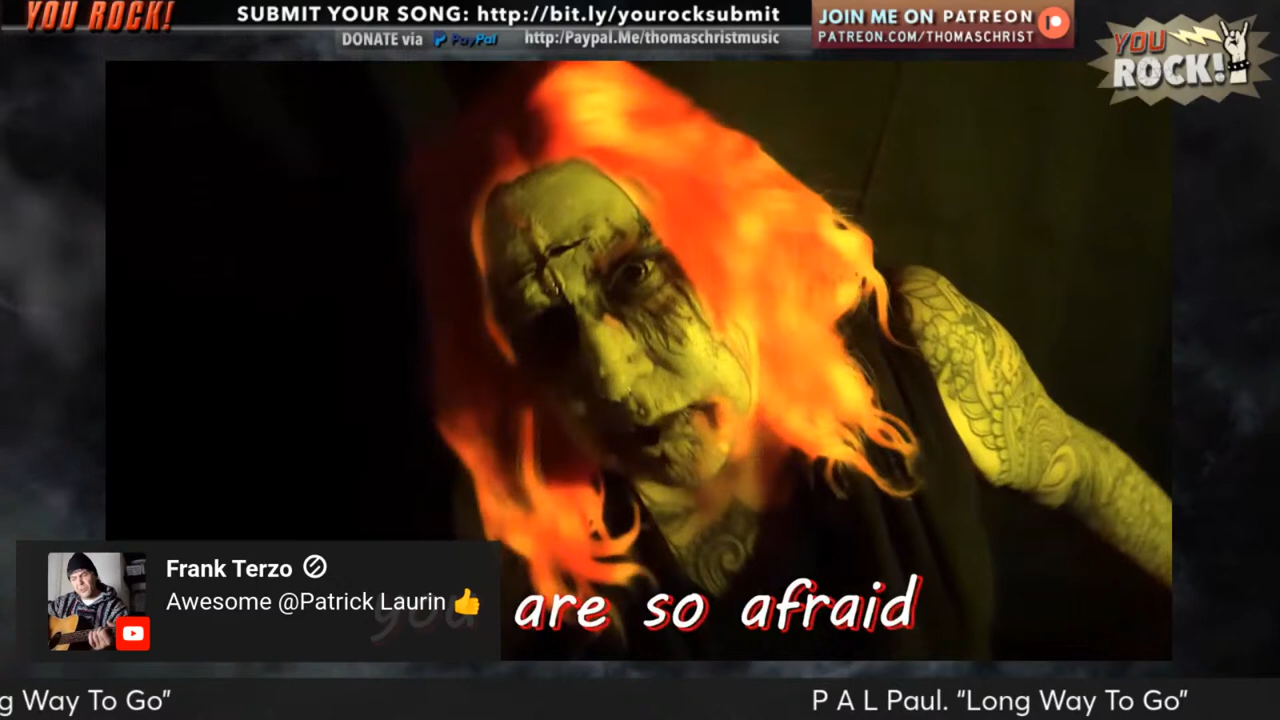 YOU ROCK!
SUBMIT YOUR SONG: http://bit.ly/yourocksubmit
DONATE via PayPal http:/Paypal.Me/thomaschristmusic
JOIN ME ON PATREON
PATREON.COM/THOMASCHRIST
YOU
ROCK!
Frank Terzo
Awesome @Patrick Laurin 👍
you are so afraid
g Way To Go”
P A L Paul. “Long Way To Go”